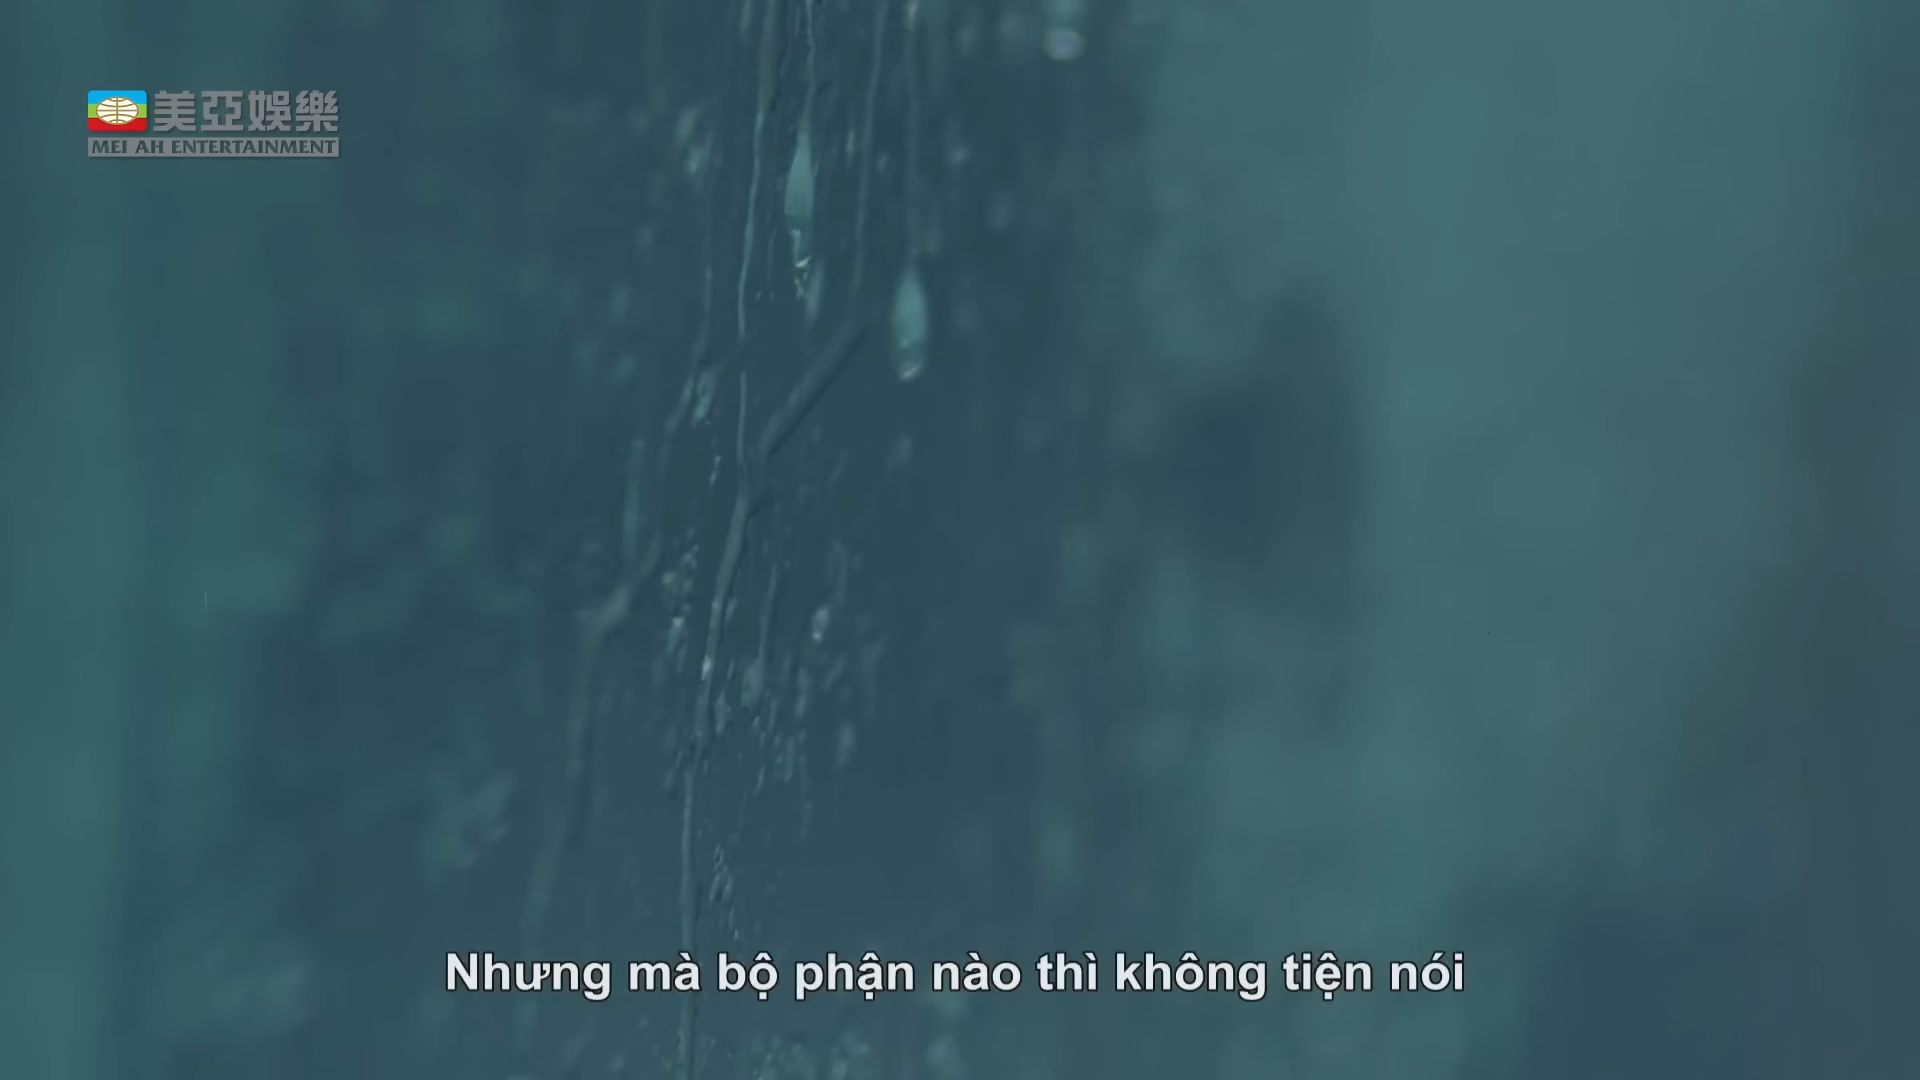 美亞娛樂
MEI AH ENTERTAINMENT
Nhưng mà bộ phận nào thì không tiện nói